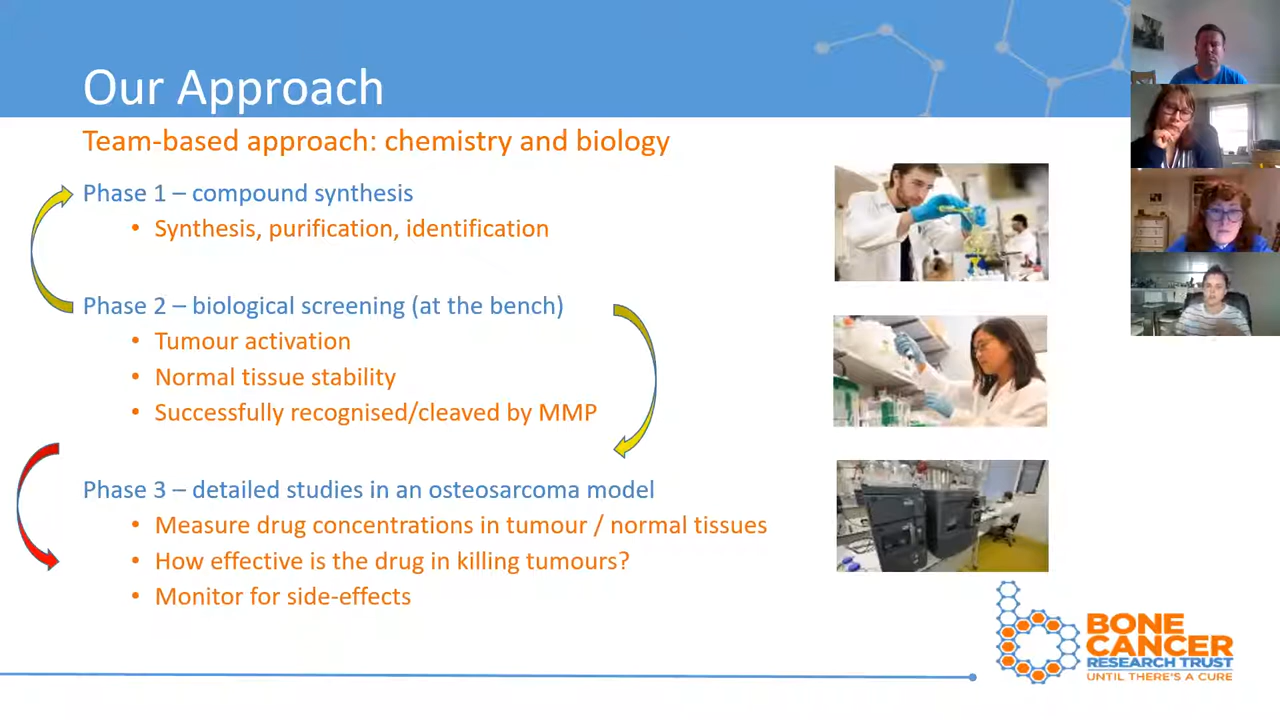 Our Approach
Team-based approach: chemistry and biology
Phase 1 – compound synthesis
• Synthesis, purification, identification
Phase 2 – biological screening (at the bench)
• Tumour activation
• Normal tissue stability
• Successfully recognised/cleaved by MMP
Phase 3 – detailed studies in an osteosarcoma model
• Measure drug concentrations in tumour / normal tissues
• How effective is the drug in killing tumours?
• Monitor for side-effects
BONE
CANCER
RESEARCH TRUST
UNTIL THERE'S A CURE